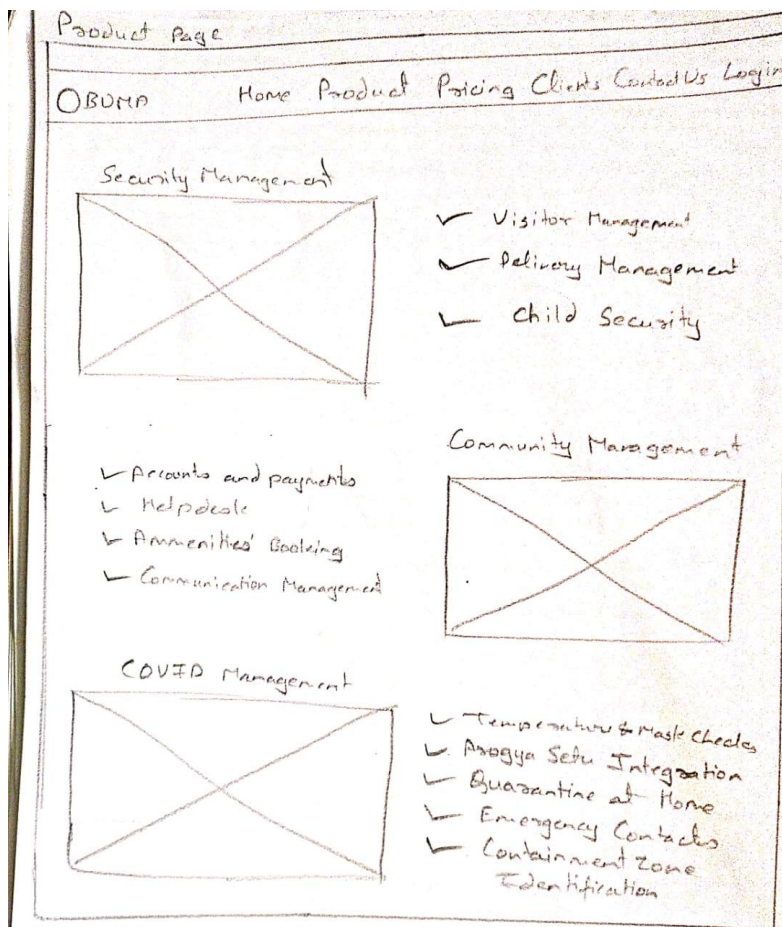 Product Page
OBUMA Home Product Pricing Clients Contact Us Login
Security Management
✓ Visitor Management
✓ Delivery Management
✓ Child Security
Community Management
✓ Accounts and payments
✓ Helpdesk
✓ Ammenities' Booking
✓ Communication Management
COVID Management
✓ Temperature & Mask Checks
✓ Arogya Setu Integration
✓ Quarantine at Home
✓ Emergency Contacts
✓ Containment Zone
Identification